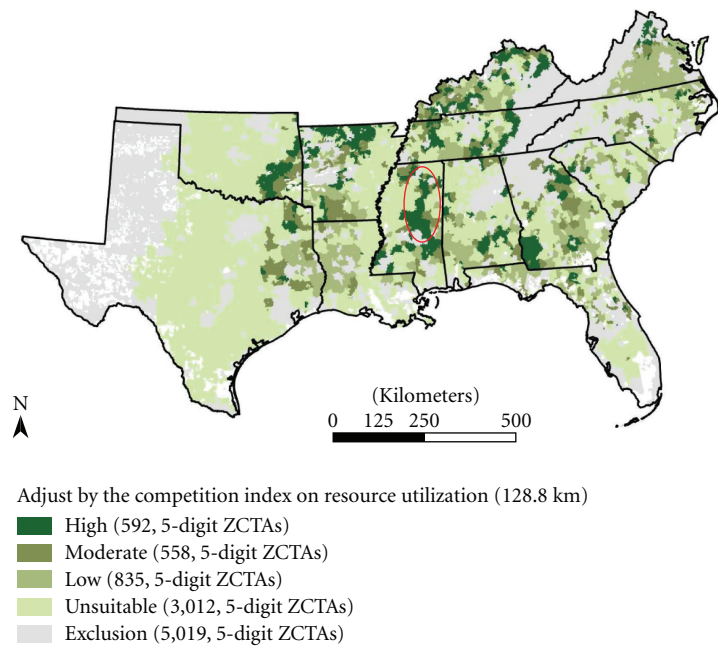 N
(Kilometers)
0 125 250 500
Adjust by the competition index on resource utilization (128.8 km)
High (592, 5-digit ZCTAs)
Moderate (558, 5-digit ZCTAs)
Low (835, 5-digit ZCTAs)
Unsuitable (3,012, 5-digit ZCTAs)
Exclusion (5,019, 5-digit ZCTAs)